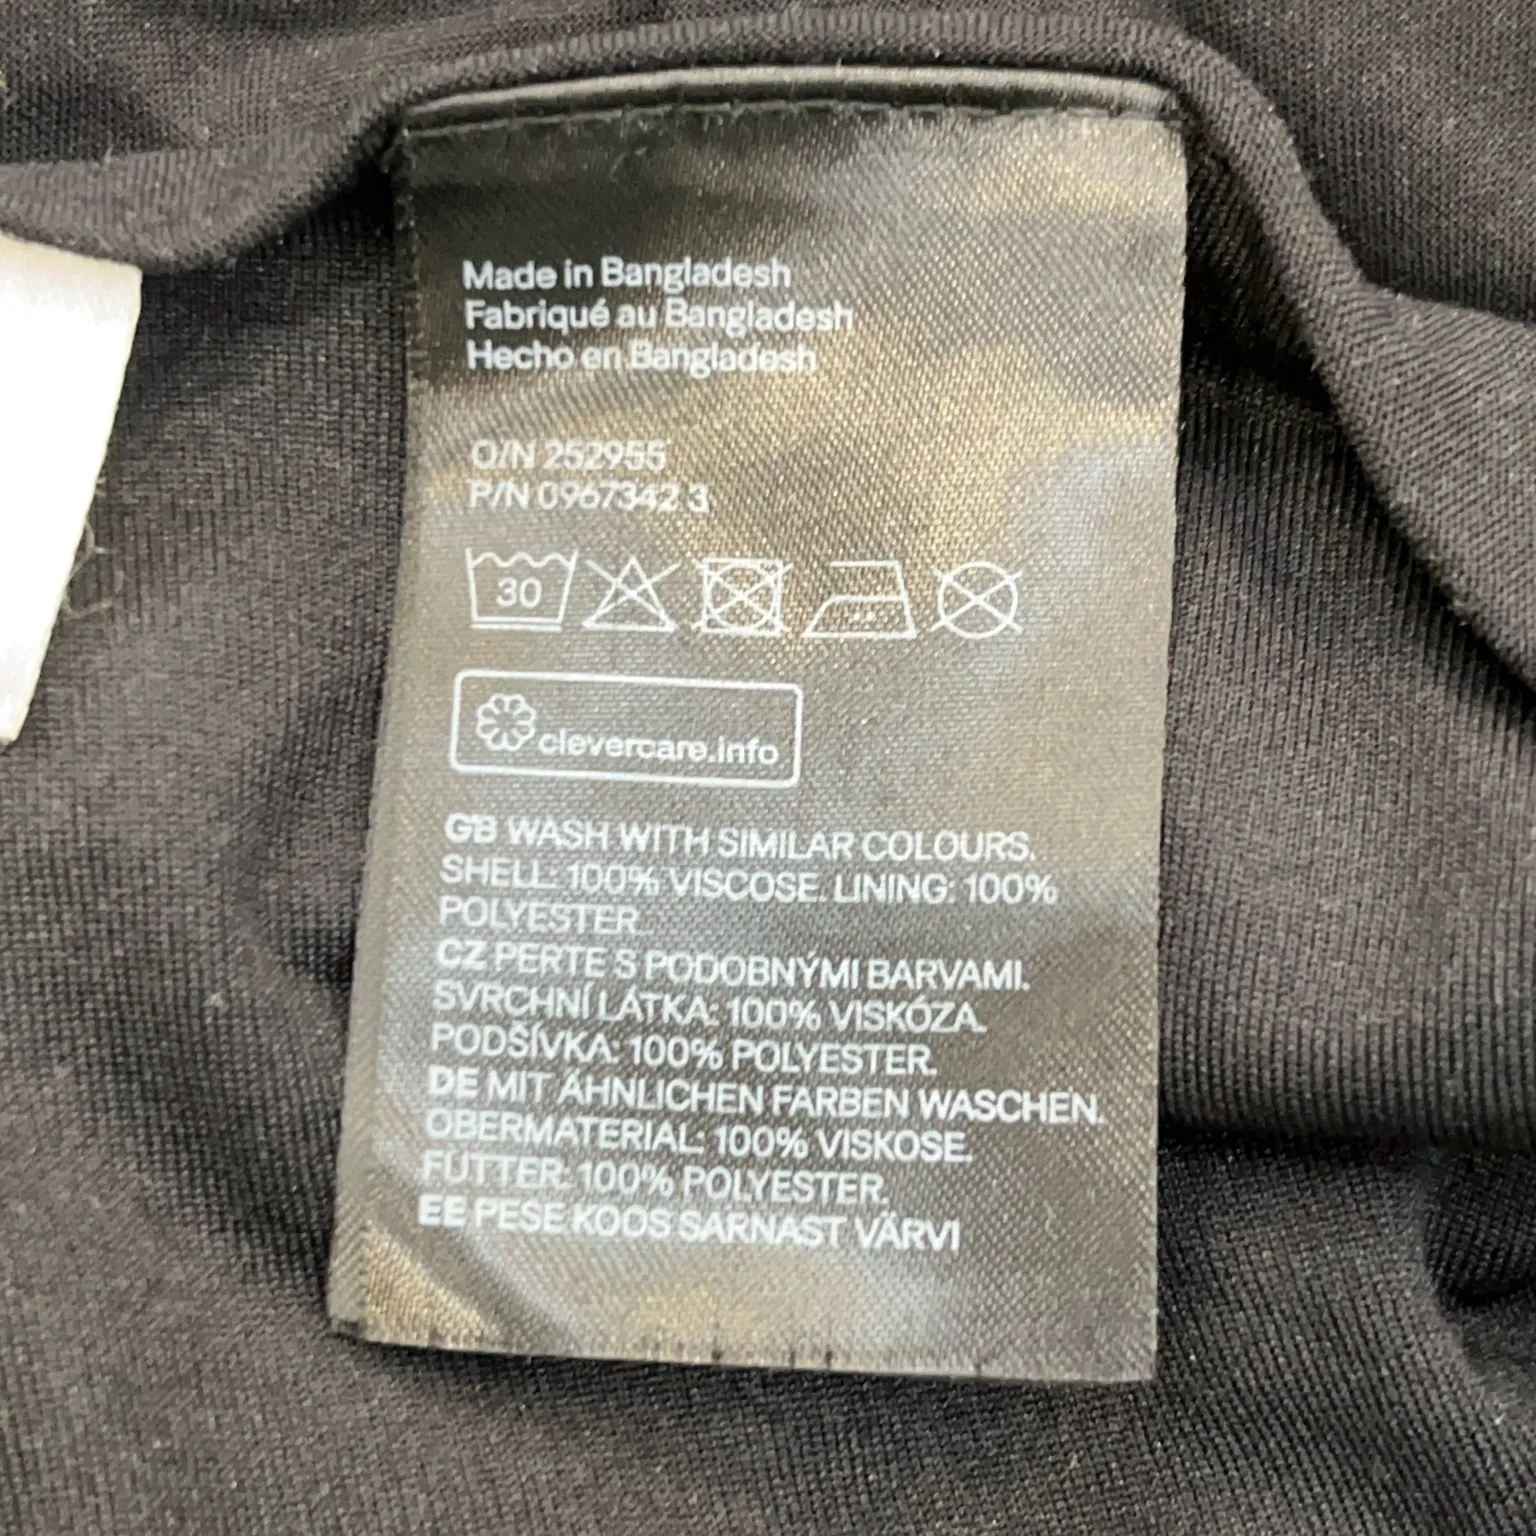 Made in Bangladesh
Fabriqué au Bangladesh
Hecho en Bangladesh
O/N 252955
P/N 0967342 3
30
clevercare.info
GB WASH WITH SIMILAR COLOURS.
SHELL: 100% VISCOSE. LINING: 100%
POLYESTER.
CZ PERTE S PODOBNÝMI BARVAMI.
SVRCHNÍ LÁTKA: 100% VISKÓZA.
PODŠÍVKA: 100% POLYESTER.
DE MIT ÄHNLICHEN FARBEN WASCHEN.
OBERMATERIAL: 100% VISKOSE.
FUTTER: 100% POLYESTER.
EE PESE KOOS SARNAST VÄRVI